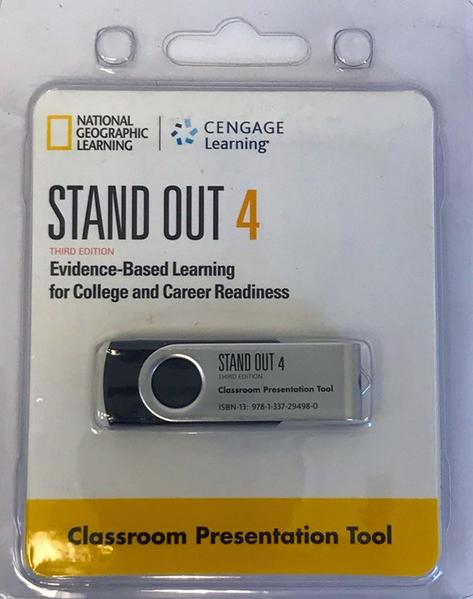 NATIONAL
GEOGRAPHIC
LEARNING
CENGAGE
Learning®
STAND OUT 4
THIRD EDITION
Evidence-Based Learning
for College and Career Readiness
STAND OUT 4
THIRD EDITION
Classroom Presentation Tool
ISBN-13: 978-1-337-29498-0
Classroom Presentation Tool